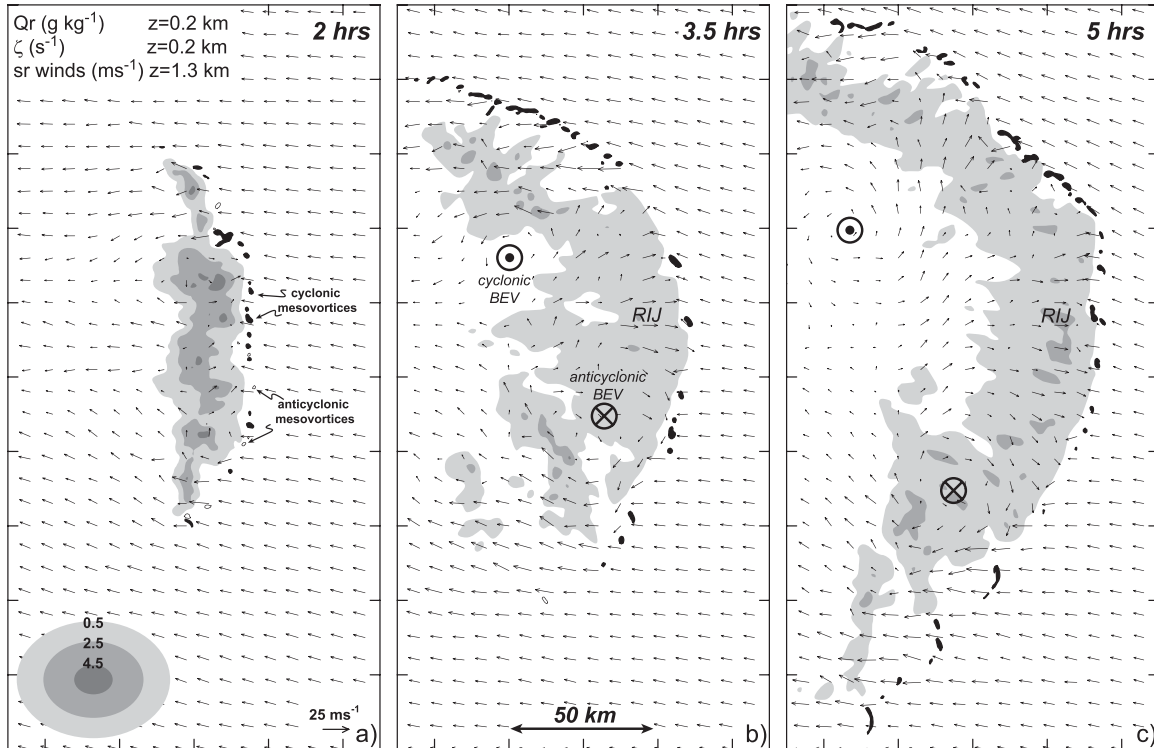 Qr (g kg⁻¹) z=0.2 km
ζ (s⁻¹) z=0.2 km
sr winds (ms⁻¹) z=1.3 km
2 hrs
cyclonic
mesovortices
anticyclonic
mesovortices
0.5
2.5
4.5
25 ms⁻¹
a)
3.5 hrs
cyclonic
BEV
RIJ
anticyclonic
BEV
50 km
b)
5 hrs
RIJ
c)